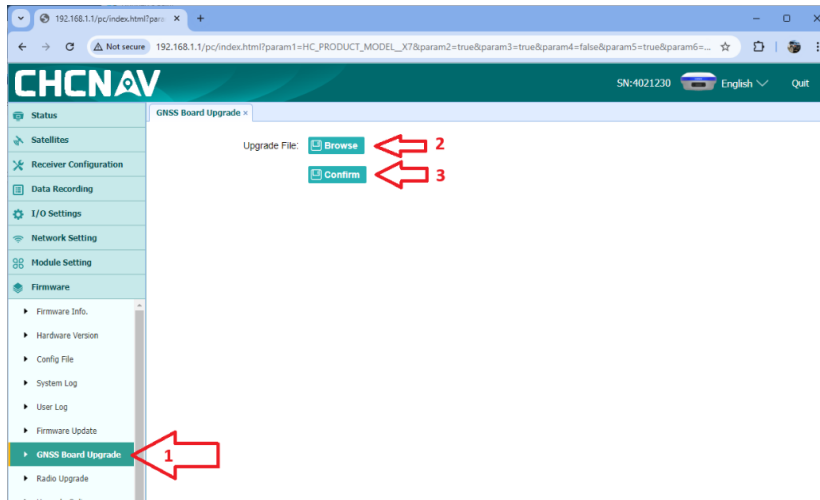 192.168.1.1/pc/index.html?para
Not secure 192.168.1.1/pc/index.html?param1=HC_PRODUCT_MODEL__X7&param2=true&param3=true&param4=false&param5=true&param6=...
CHCNAV
SN:4021230 English Quit
Status
GNSS Board Upgrade ×
Satellites
Upgrade File: Browse 2
Receiver Configuration
Confirm 3
Data Recording
I/O Settings
Network Setting
Module Setting
Firmware
Firmware Info.
Hardware Version
Config File
System Log
User Log
Firmware Update
GNSS Board Upgrade 1
Radio Upgrade